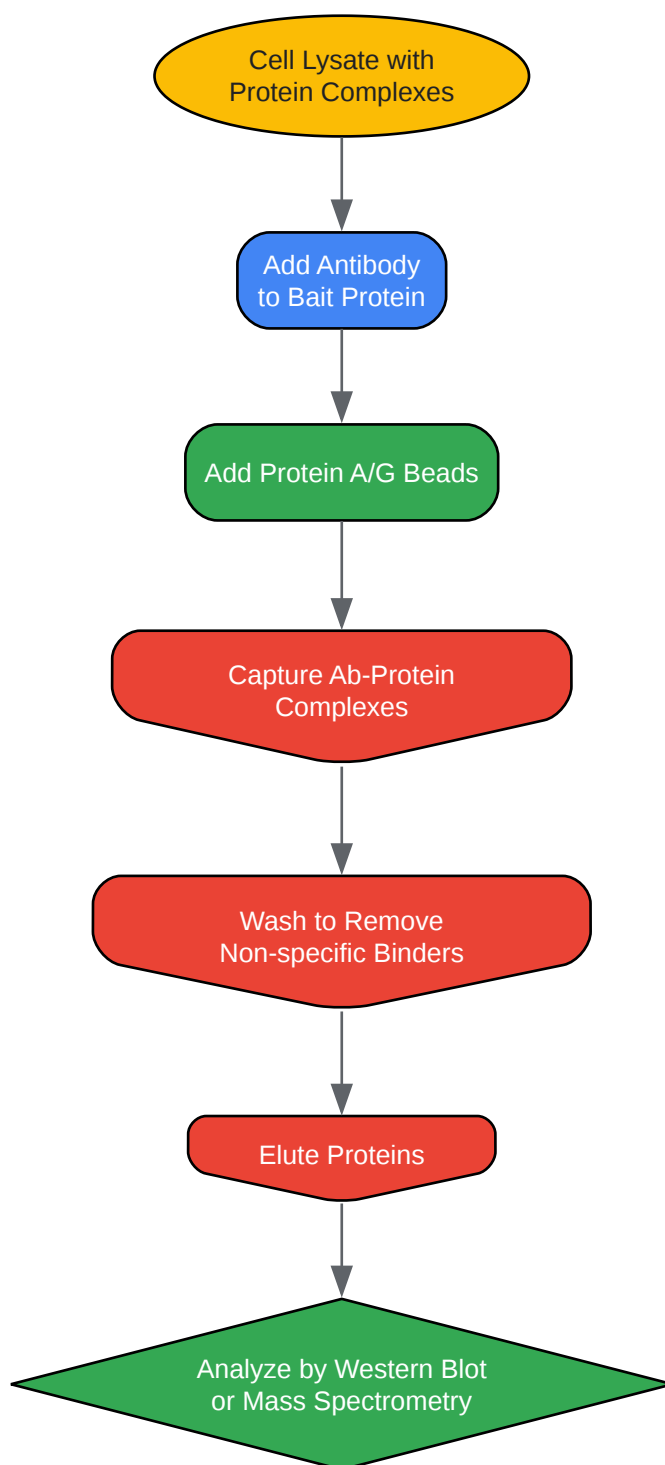 Cell Lysate with
Protein Complexes
Add Antibody
to Bait Protein
Add Protein A/G Beads
Capture Ab-Protein
Complexes
Wash to Remove
Non-specific Binders
Elute Proteins
Analyze by Western Blot
or Mass Spectrometry